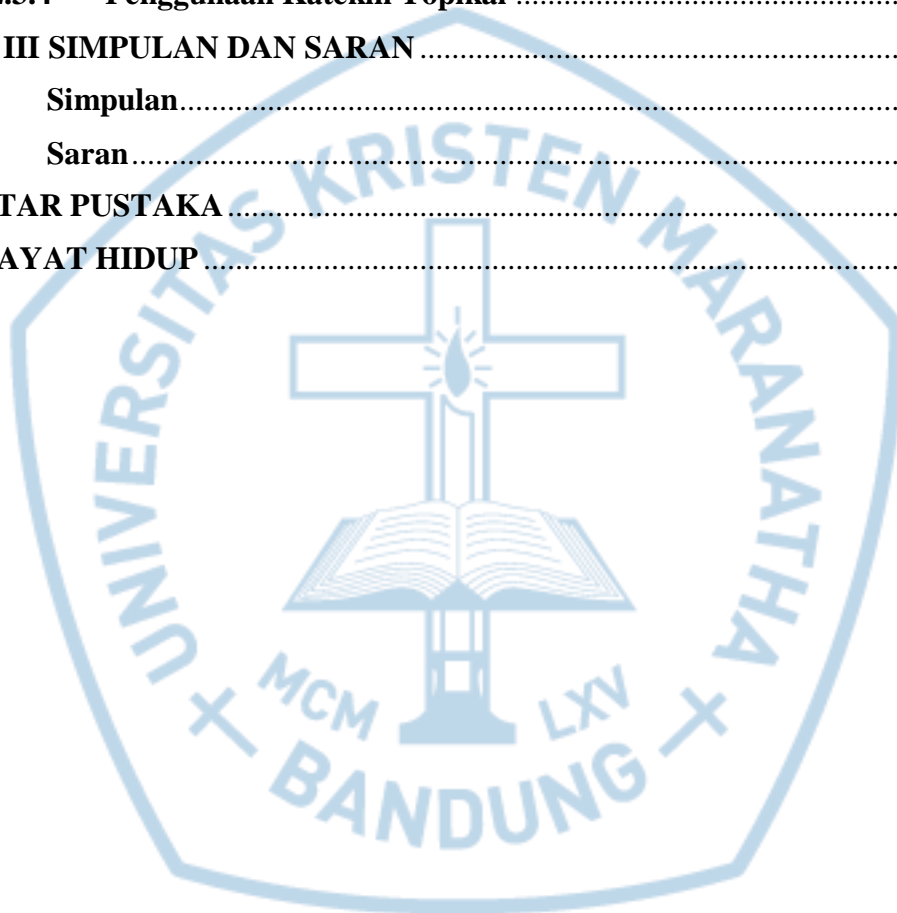 Penggunaan Katekin Topikal ........................................................
III SIMPULAN DAN SARAN ........................................................
Simpulan ........................................................
Saran ........................................................
TAR PUSTAKA ........................................................
AYAT HIDUP ........................................................
UNIVERSITAS KRISTEN MARANATHA
MCM LXV
BANDUNG